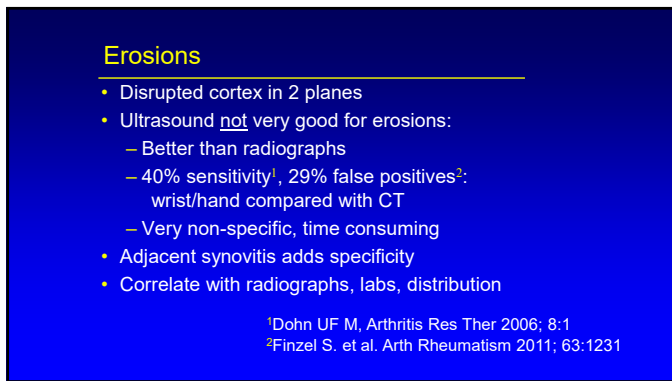 Erosions
• Disrupted cortex in 2 planes
• Ultrasound not very good for erosions:
– Better than radiographs
– 40% sensitivity¹, 29% false positives²:
wrist/hand compared with CT
– Very non-specific, time consuming
• Adjacent synovitis adds specificity
• Correlate with radiographs, labs, distribution
¹Dohn UF M, Arthritis Res Ther 2006; 8:1
²Finzel S. et al. Arth Rheumatism 2011; 63:1231